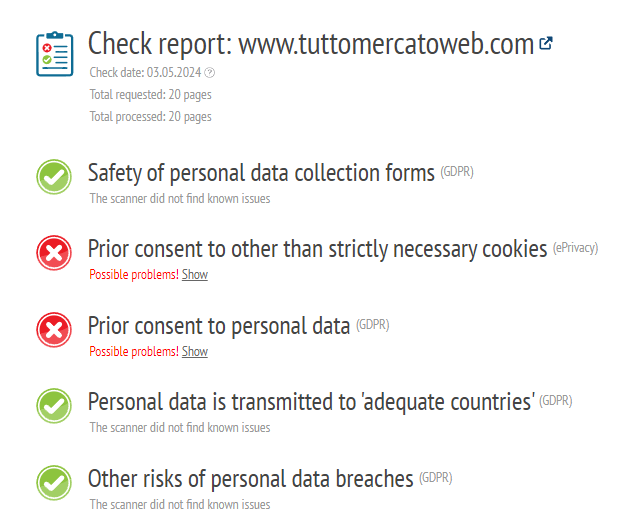 Check report: www.tuttomercatoweb.com
Check date: 03.05.2024 ?
Total requested: 20 pages
Total processed: 20 pages
Safety of personal data collection forms (GDPR)
The scanner did not find known issues
Prior consent to other than strictly necessary cookies (ePrivacy)
Possible problems! Show
Prior consent to personal data (GDPR)
Possible problems! Show
Personal data is transmitted to 'adequate countries' (GDPR)
The scanner did not find known issues
Other risks of personal data breaches (GDPR)
The scanner did not find known issues